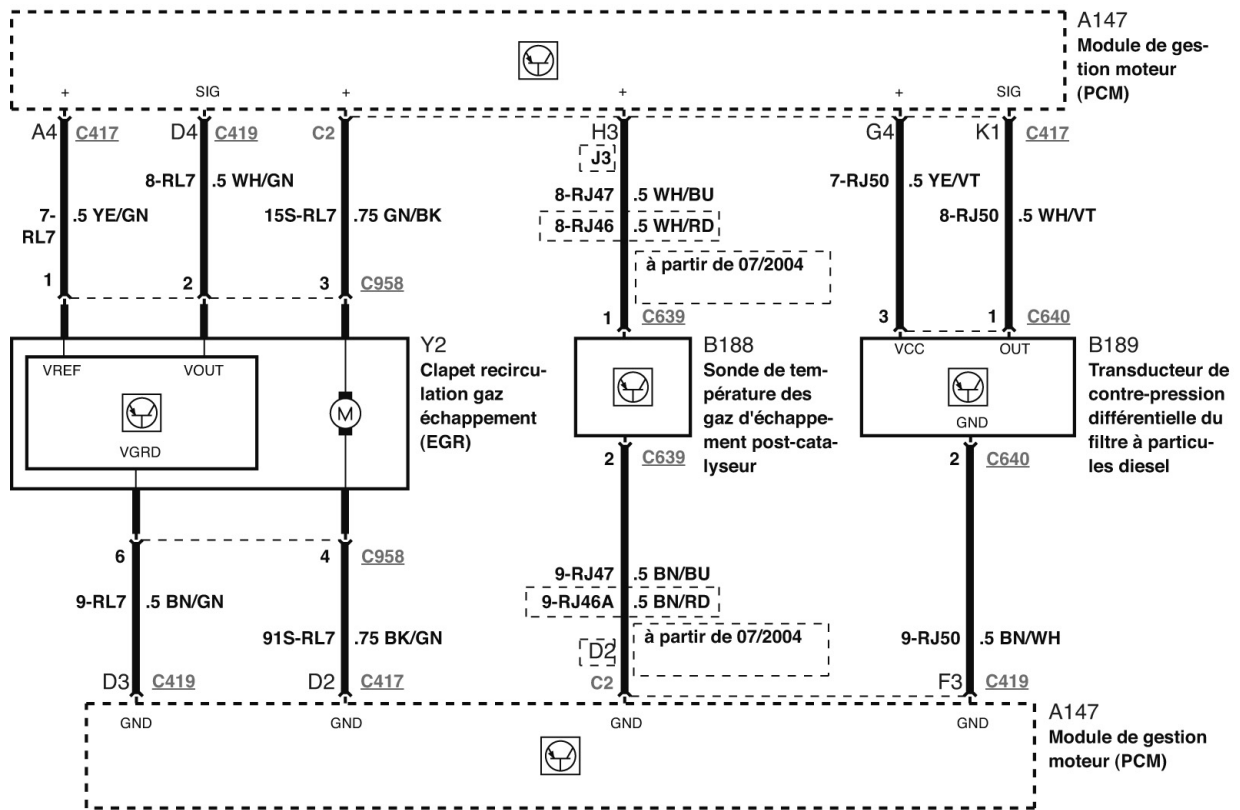 A147
Module de ges-
tion moteur
(PCM)
+ SIG + + + SIG
A4 C417 D4 C419 C2 H3 G4 K1 C417
J3
8-RL7 .5 WH/GN 7-RJ50 .5 YE/VT
8-RJ47 .5 WH/BU
7-
RL7
.5 YE/GN 15S-RL7 .75 GN/BK 8-RJ50 .5 WH/VT
8-RJ46 .5 WH/RD
à partir de 07/2004
1 2 3 C958
1 C639 3 1 C640
VREF VOUT
VGRD
M
Y2
Clapet recircu-
lation gaz
échappement
(EGR)
B188
Sonde de tem-
pérature des
gaz d'échappe-
ment post-cata-
lyseur
VCC OUT
GND
B189
Transducteur de
contre-pression
différentielle du
filtre à particu-
les diesel
2 C639 2 C640
6 4 C958
9-RJ47 .5 BN/BU
9-RL7 .5 BN/GN 9-RJ46A .5 BN/RD
91S-RL7 .75 BK/GN à partir de 07/2004 9-RJ50 .5 BN/WH
D2
D3 C419 D2 C417 C2 F3 C419
GND GND GND GND
A147
Module de gestion
moteur (PCM)